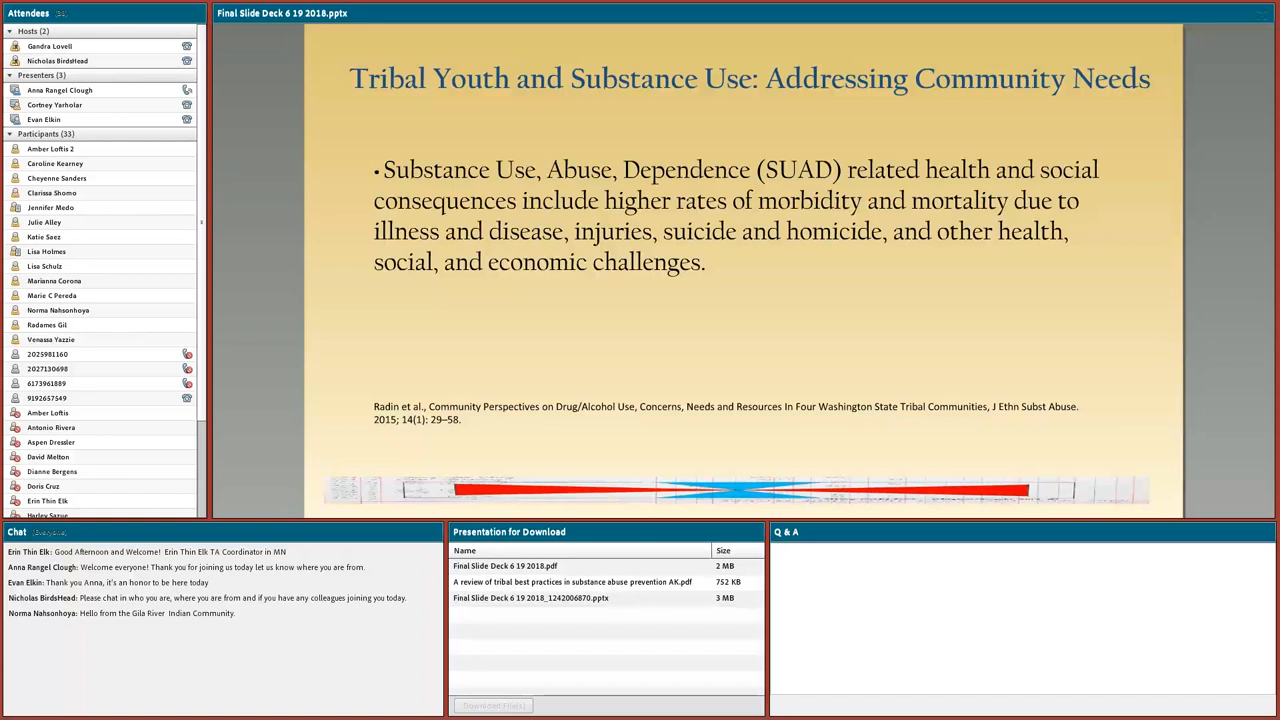 Attendees
Final Slide Deck 6 19 2018.pptx
Hosts (2)
Gandra Lovell
Nicholas BirdsHead
Presenters (3)
Anna Rangel Clough
Cortney Yarholar
Evan Elkin
Participants (33)
Amber Loftis 2
Caroline Kearney
Cheyenne Sanders
Clarissa Shomo
Jennifer Medo
Julie Alley
Katie Saez
Lisa Holmes
Lisa Schulz
Marianna Corona
Marie C Pereda
Norma Nahsonhoya
Radames Gil
Venassa Yazzie
2025981160
2027130698
6173961889
9192657549
Amber Loftis
Antonio Rivera
Aspen Dressler
David Melton
Dianne Bergens
Doris Cruz
Erin Thin Elk
Tribal Youth and Substance Use: Addressing Community Needs
• Substance Use, Abuse, Dependence (SUAD) related health and social
consequences include higher rates of morbidity and mortality due to
illness and disease, injuries, suicide and homicide, and other health,
social, and economic challenges.
Radin et al., Community Perspectives on Drug/Alcohol Use, Concerns, Needs and Resources In Four Washington State Tribal Communities, J Ethn Subst Abuse.
2015; 14(1): 29–58.
Chat (Everyone)
Erin Thin Elk: Good Afternoon and Welcome! Erin Thin Elk TA Coordinator in MN
Anna Rangel Clough: Welcome everyone! Thank you for joining us today let us know where you are from.
Evan Elkin: Thank you Anna, it's an honor to be here today
Nicholas BirdsHead: Please chat in who you are, where you are from and if you have any colleagues joining you today.
Norma Nahsonhoya: Hello from the Gila River Indian Community.
Presentation for Download
Name Size
Final Slide Deck 6 19 2018.pdf 2 MB
A review of tribal best practices in substance abuse prevention AK.pdf 752 KB
Final Slide Deck 6 19 2018_1242006870.pptx 3 MB
Download File(s)
Q & A